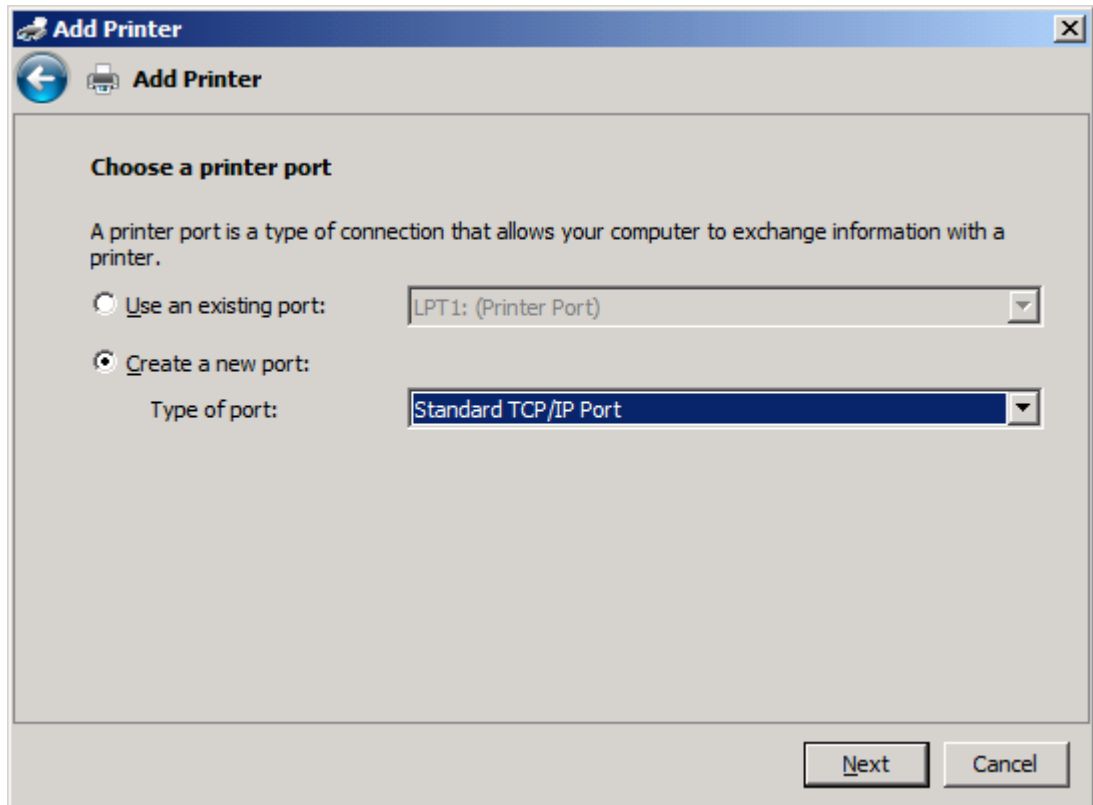 Add Printer
Add Printer
Choose a printer port
A printer port is a type of connection that allows your computer to exchange information with a
printer.
Use an existing port:
LPT1: (Printer Port)
Create a new port:
Type of port:
Standard TCP/IP Port
Next
Cancel